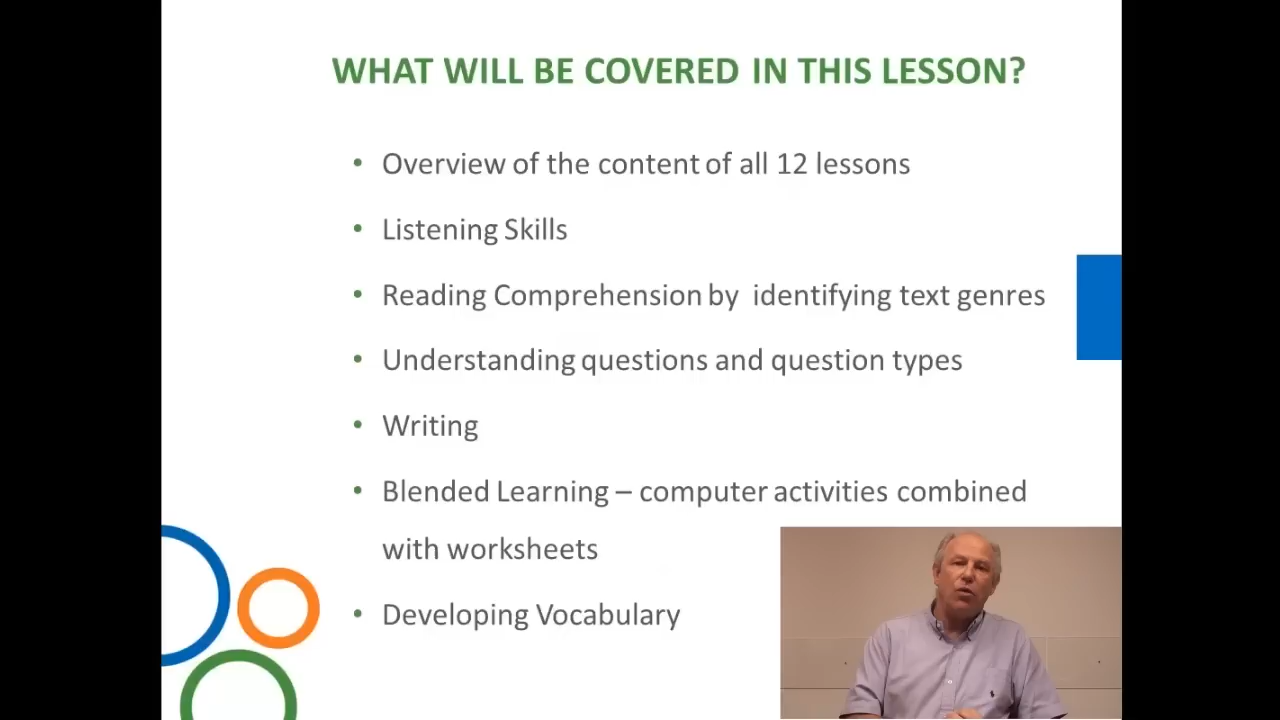 WHAT WILL BE COVERED IN THIS LESSON?
• Overview of the content of all 12 lessons
• Listening Skills
• Reading Comprehension by identifying text genres
• Understanding questions and question types
• Writing
• Blended Learning – computer activities combined
with worksheets
• Developing Vocabulary